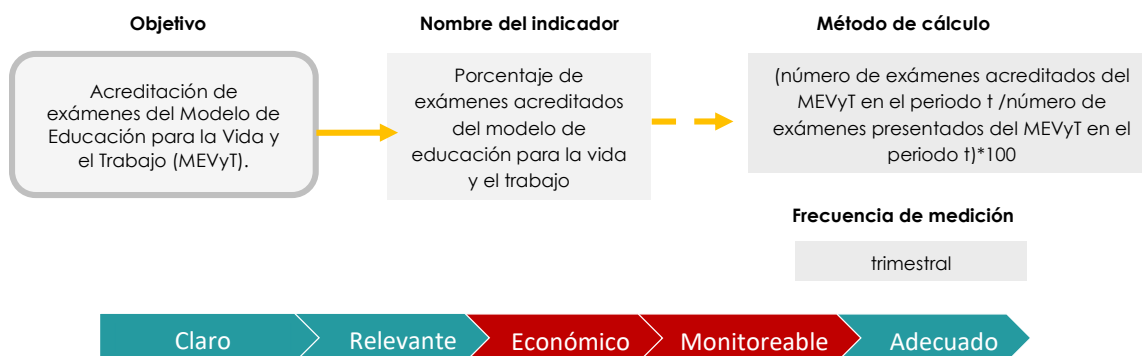 Objetivo
Acreditación de
exámenes del Modelo de
Educación para la Vida y
el Trabajo (MEVyT).
Nombre del indicador
Porcentaje de
exámenes acreditados
del modelo de
educación para la vida
y el trabajo
Método de cálculo
(número de exámenes acreditados del
MEVyT en el periodo t /número de
exámenes presentados del MEVyT en el
periodo t)*100
Frecuencia de medición
trimestral
Claro
Relevante
Económico
Monitoreable
Adecuado